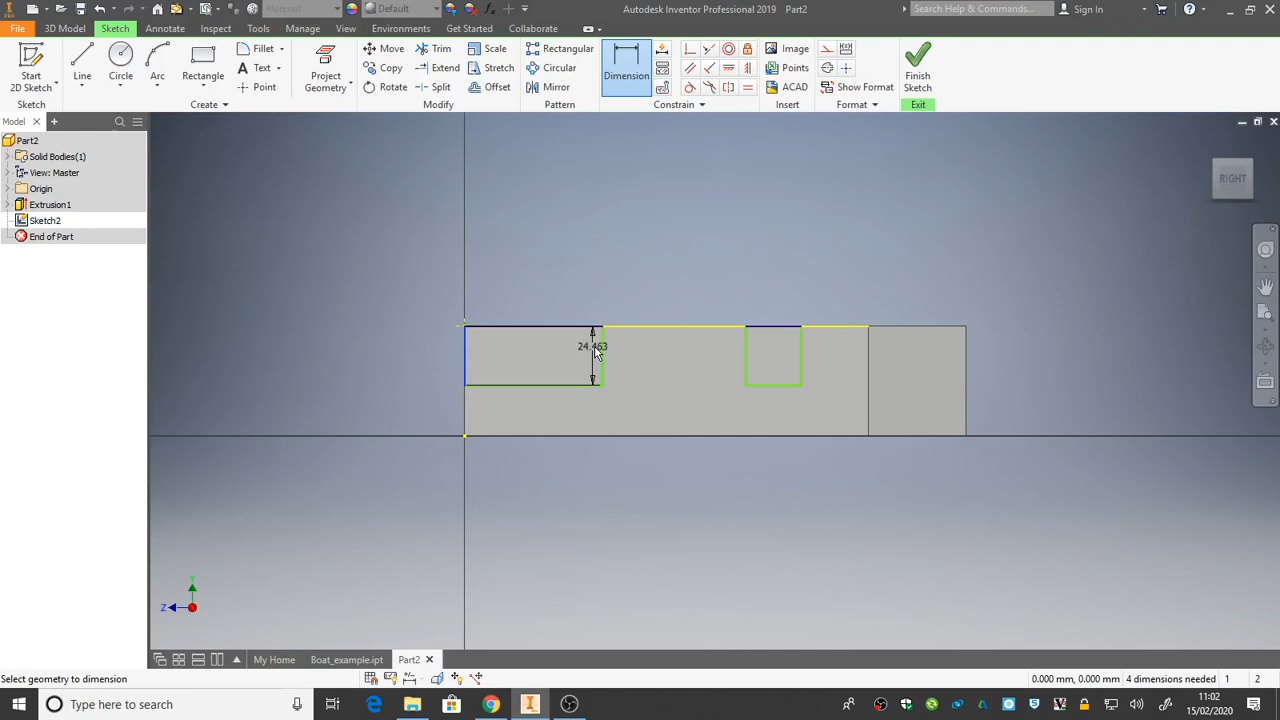 Material
Default
Autodesk Inventor Professional 2019 Part2
Search Help & Commands...
Sign In
File
3D Model
Sketch
Annotate
Inspect
Tools
Manage
View
Environments
Get Started
Collaborate
Start
2D Sketch
Line
Circle
Arc
Rectangle
Fillet
Text
Point
Project
Geometry
Move
Copy
Rotate
Trim
Extend
Split
Scale
Stretch
Offset
Rectangular
Circular
Mirror
Dimension
Image
Points
ACAD
Show Format
Finish
Sketch
Sketch
Create
Modify
Pattern
Constrain
Insert
Format
Exit
Model
Part2
Solid Bodies(1)
View: Master
Origin
Extrusion1
Sketch2
End of Part
RIGHT
24.463
Y
Z
My Home
Boat_example.ipt
Part2
Select geometry to dimension
0.000 mm, 0.000 mm
4 dimensions needed
1
2
Type here to search
11:02
15/02/2020